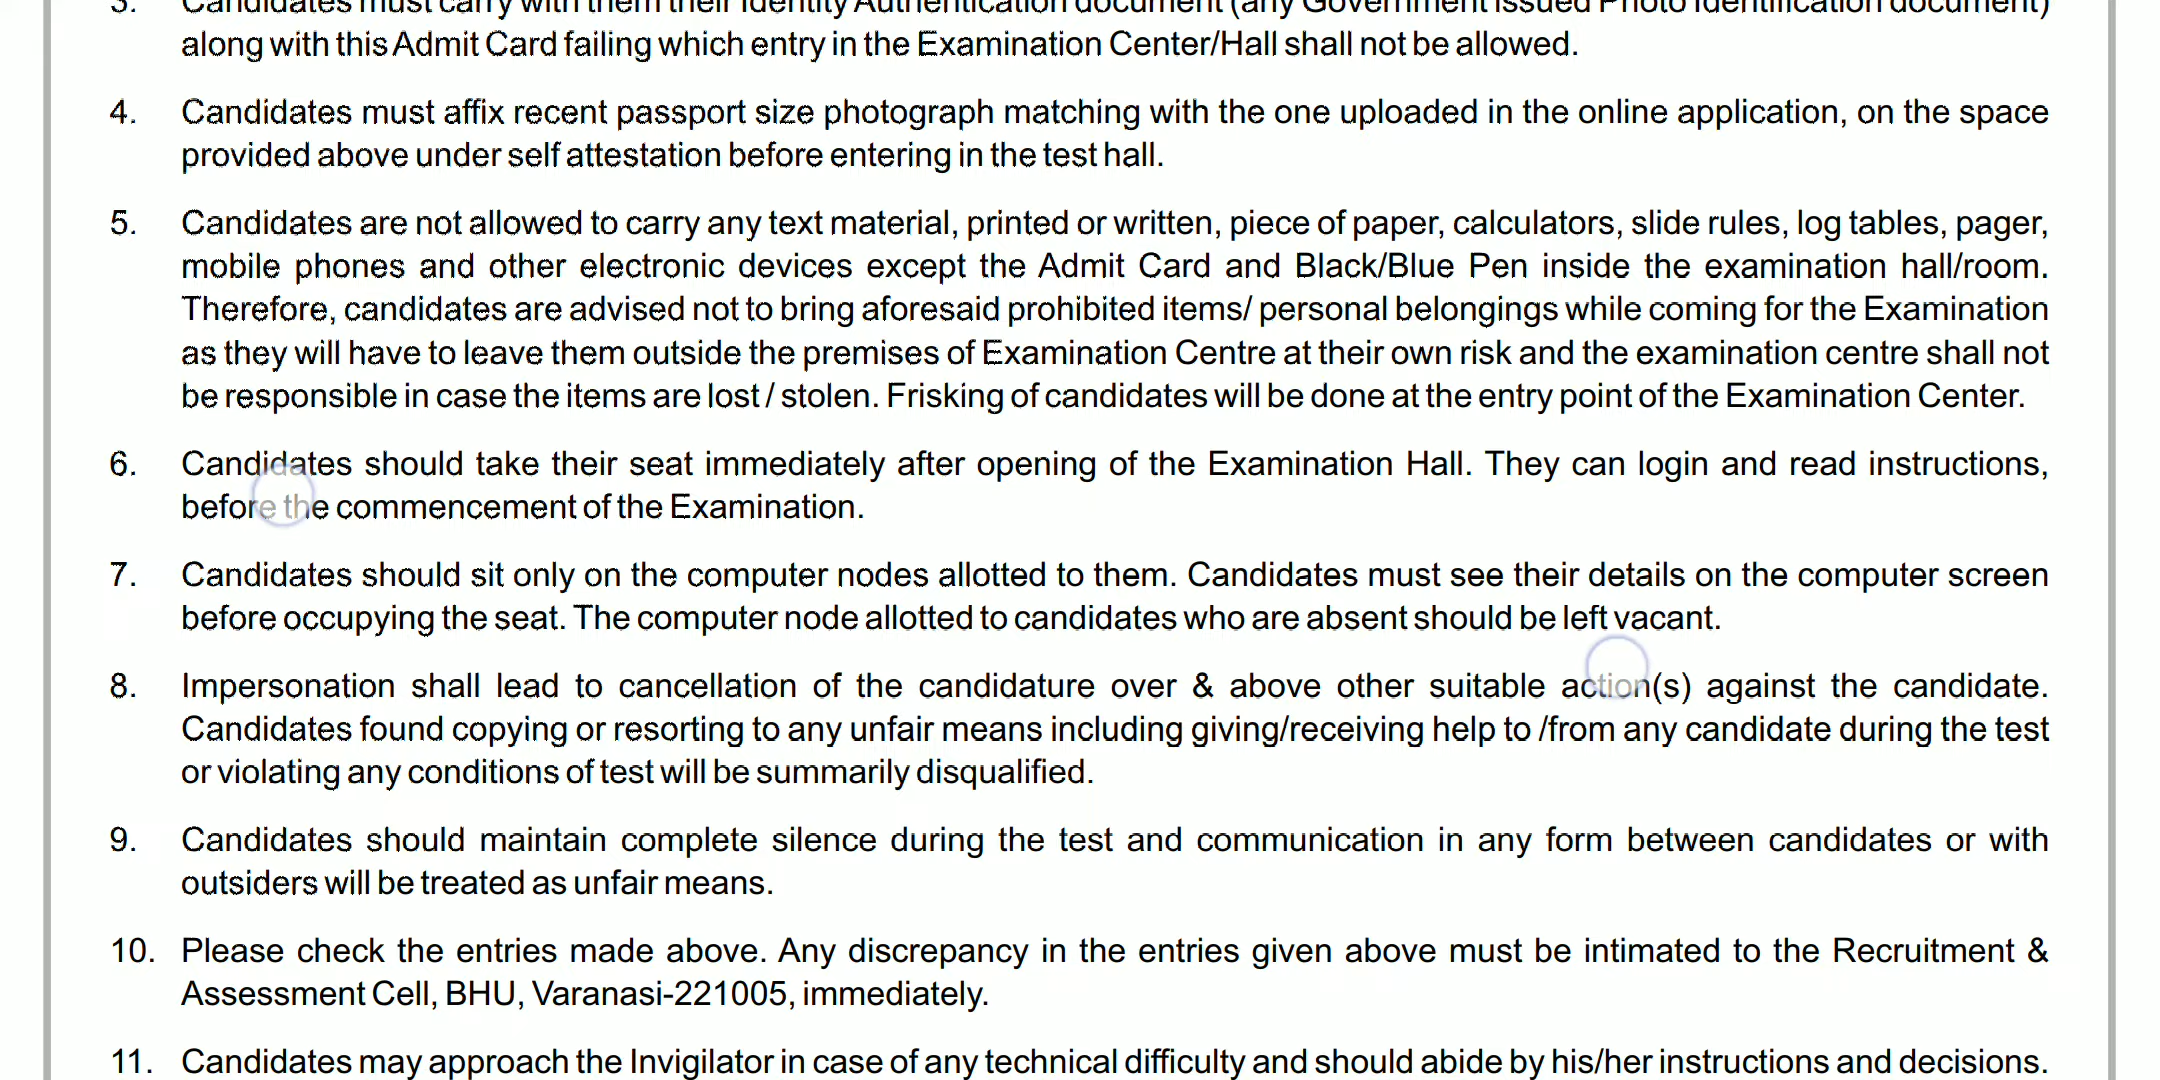 3. Candidates must carry with them their Identity Authentication document (any Government issued Photo Identification document)
along with this Admit Card failing which entry in the Examination Center/Hall shall not be allowed.
4. Candidates must affix recent passport size photograph matching with the one uploaded in the online application, on the space
provided above under self attestation before entering in the test hall.
5. Candidates are not allowed to carry any text material, printed or written, piece of paper, calculators, slide rules, log tables, pager,
mobile phones and other electronic devices except the Admit Card and Black/Blue Pen inside the examination hall/room.
Therefore, candidates are advised not to bring aforesaid prohibited items/ personal belongings while coming for the Examination
as they will have to leave them outside the premises of Examination Centre at their own risk and the examination centre shall not
be responsible in case the items are lost / stolen. Frisking of candidates will be done at the entry point of the Examination Center.
6. Candidates should take their seat immediately after opening of the Examination Hall. They can login and read instructions,
before the commencement of the Examination.
7. Candidates should sit only on the computer nodes allotted to them. Candidates must see their details on the computer screen
before occupying the seat. The computer node allotted to candidates who are absent should be left vacant.
8. Impersonation shall lead to cancellation of the candidature over & above other suitable action(s) against the candidate.
Candidates found copying or resorting to any unfair means including giving/receiving help to /from any candidate during the test
or violating any conditions of test will be summarily disqualified.
9. Candidates should maintain complete silence during the test and communication in any form between candidates or with
outsiders will be treated as unfair means.
10. Please check the entries made above. Any discrepancy in the entries given above must be intimated to the Recruitment &
Assessment Cell, BHU, Varanasi-221005, immediately.
11. Candidates may approach the Invigilator in case of any technical difficulty and should abide by his/her instructions and decisions.